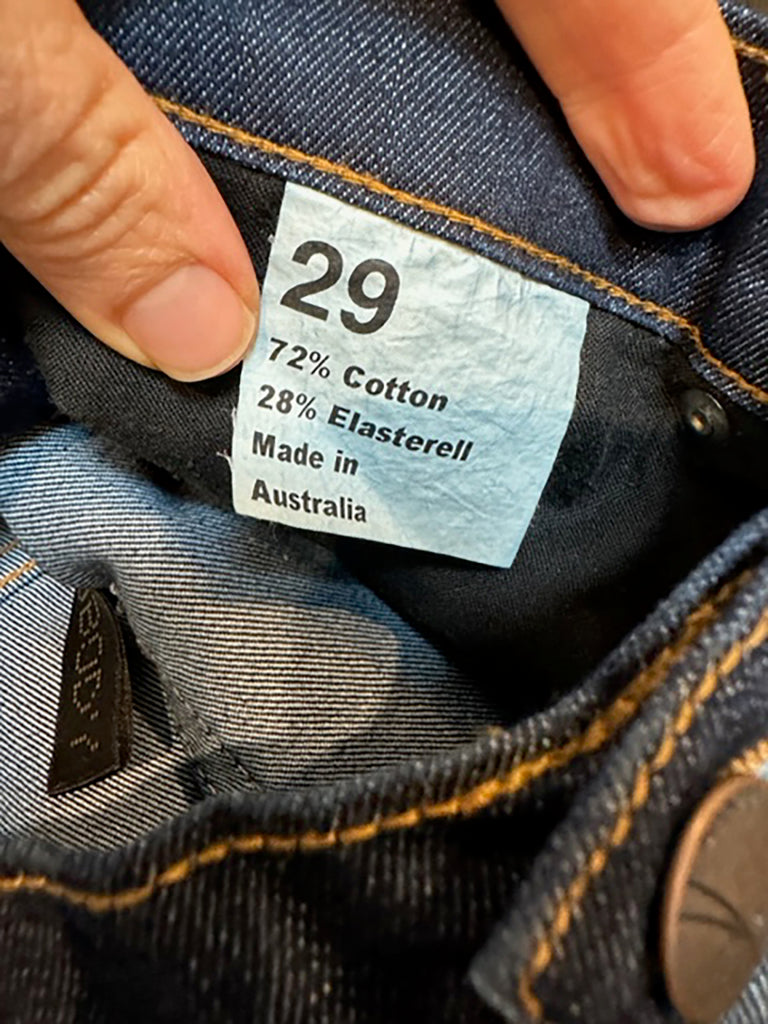 29
72% Cotton
28% Elasterell
Made in
Australia